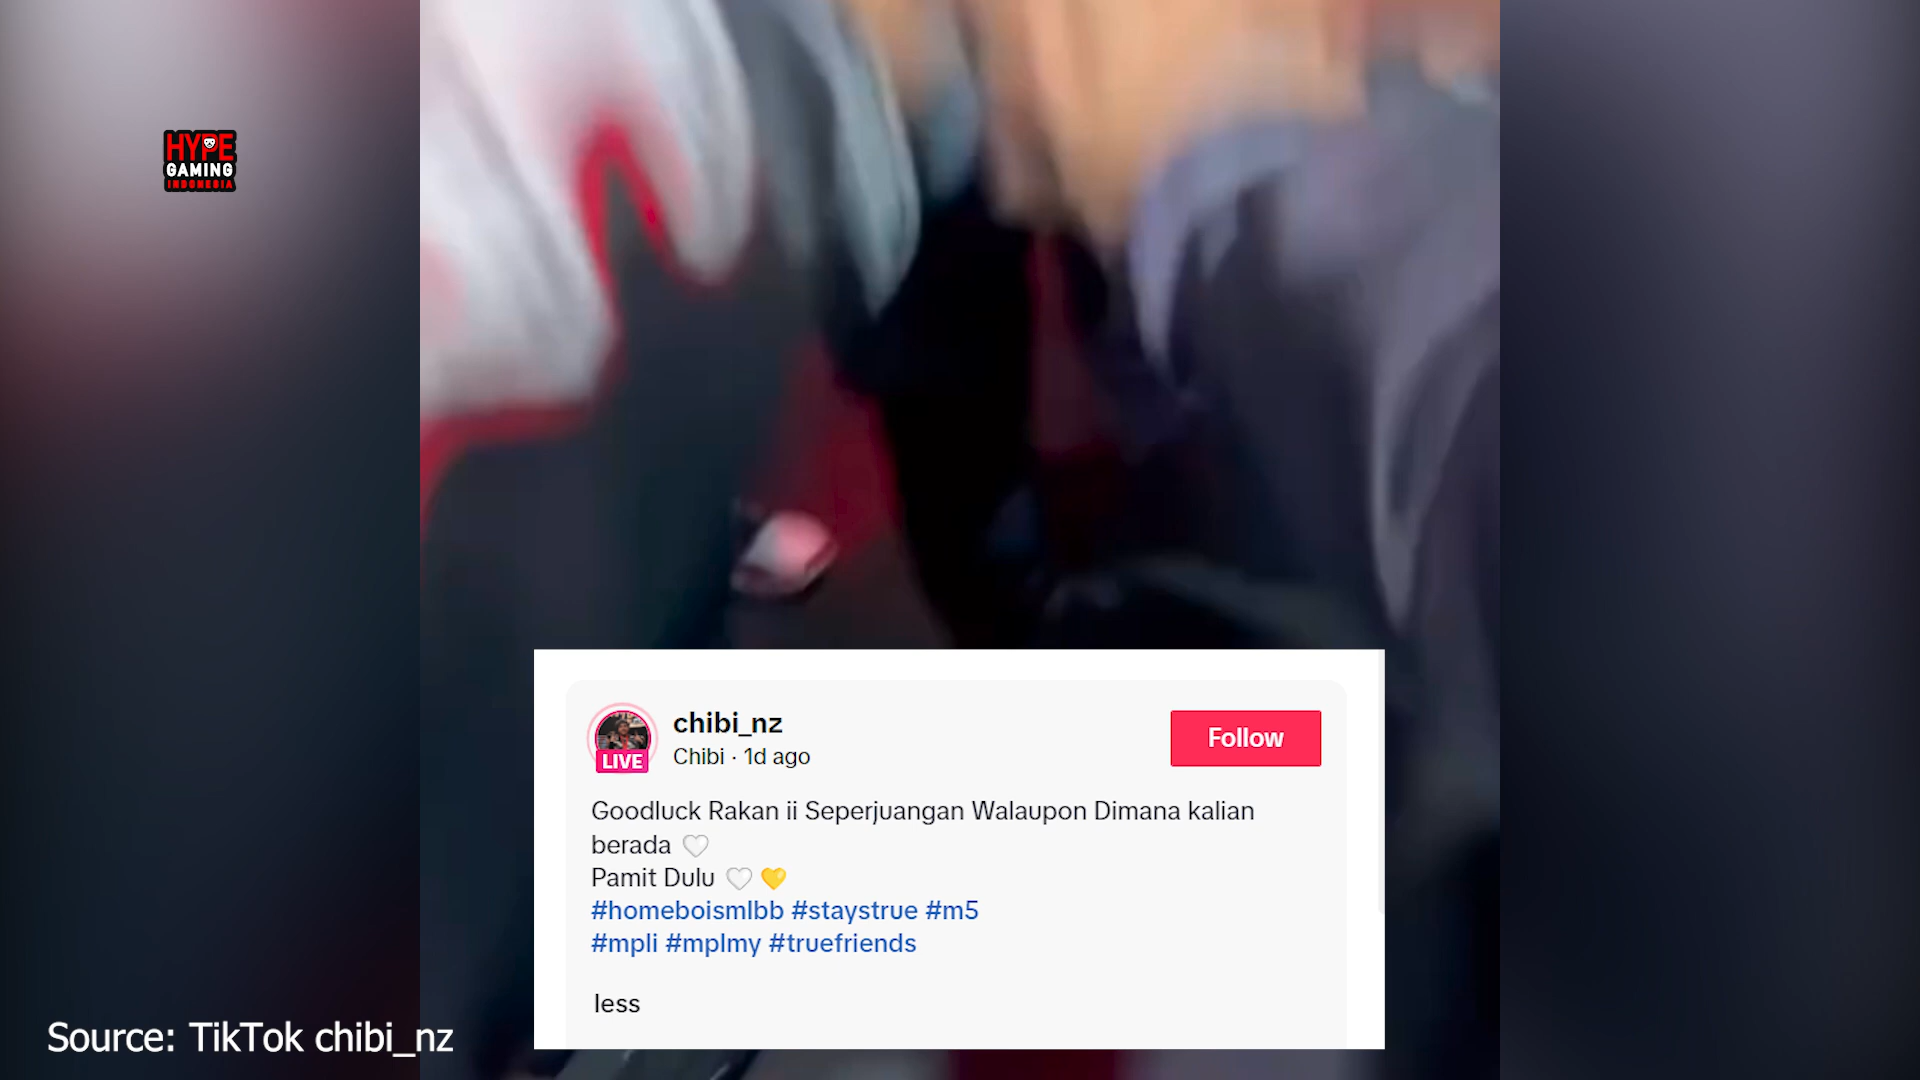 HYPE
GAMING
INDONESIA
chibi_nz
Chibi · 1d ago
LIVE
Follow
Goodluck Rakan ii Seperjuangan Walaupon Dimana kalian
berada 🤍
Pamit Dulu 🤍 💛
#homeboismlbb #staystrue #m5
#mpli #mplmy #truefriends
less
Source: TikTok chibi_nz